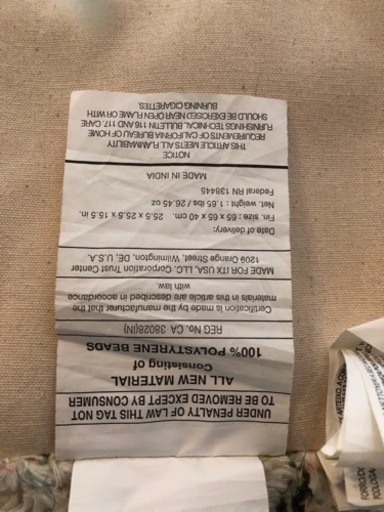 UNDER PENALTY OF LAW THIS TAG NOT
TO BE REMOVED EXCEPT BY CONSUMER
ALL NEW MATERIAL
Consisting of
100% POLYSTYRENE BEADS
REG No. CA 38028(IN)
Certification is made by the manufacturer that the
materials in this article are described in accordance
with law.
MADE FOR ITX USA, LLC. Corporation Trust Center
1209 Orange Street, Wilmington, DE, U.S.A.
Date of delivery:
Fin. size : 65 x 65 x 40 cm. 25.5 x 25.5 x 15.5 in.
Net. weight : 1.65 lbs / 26.45 oz
Federal RN 138445
MADE IN INDIA
NOTICE
THIS ARTICLE MEETS ALL FLAMMABILITY
REQUIREMENTS OF CALIFORNIA BUREAU OF HOME
FURNISHINGS TECHNICAL BULLETIN 116 AND 117. CARE
SHOULD BE EXERCISED NEAR OPEN FLAME OR WITH
BURNING CIGARETTES.